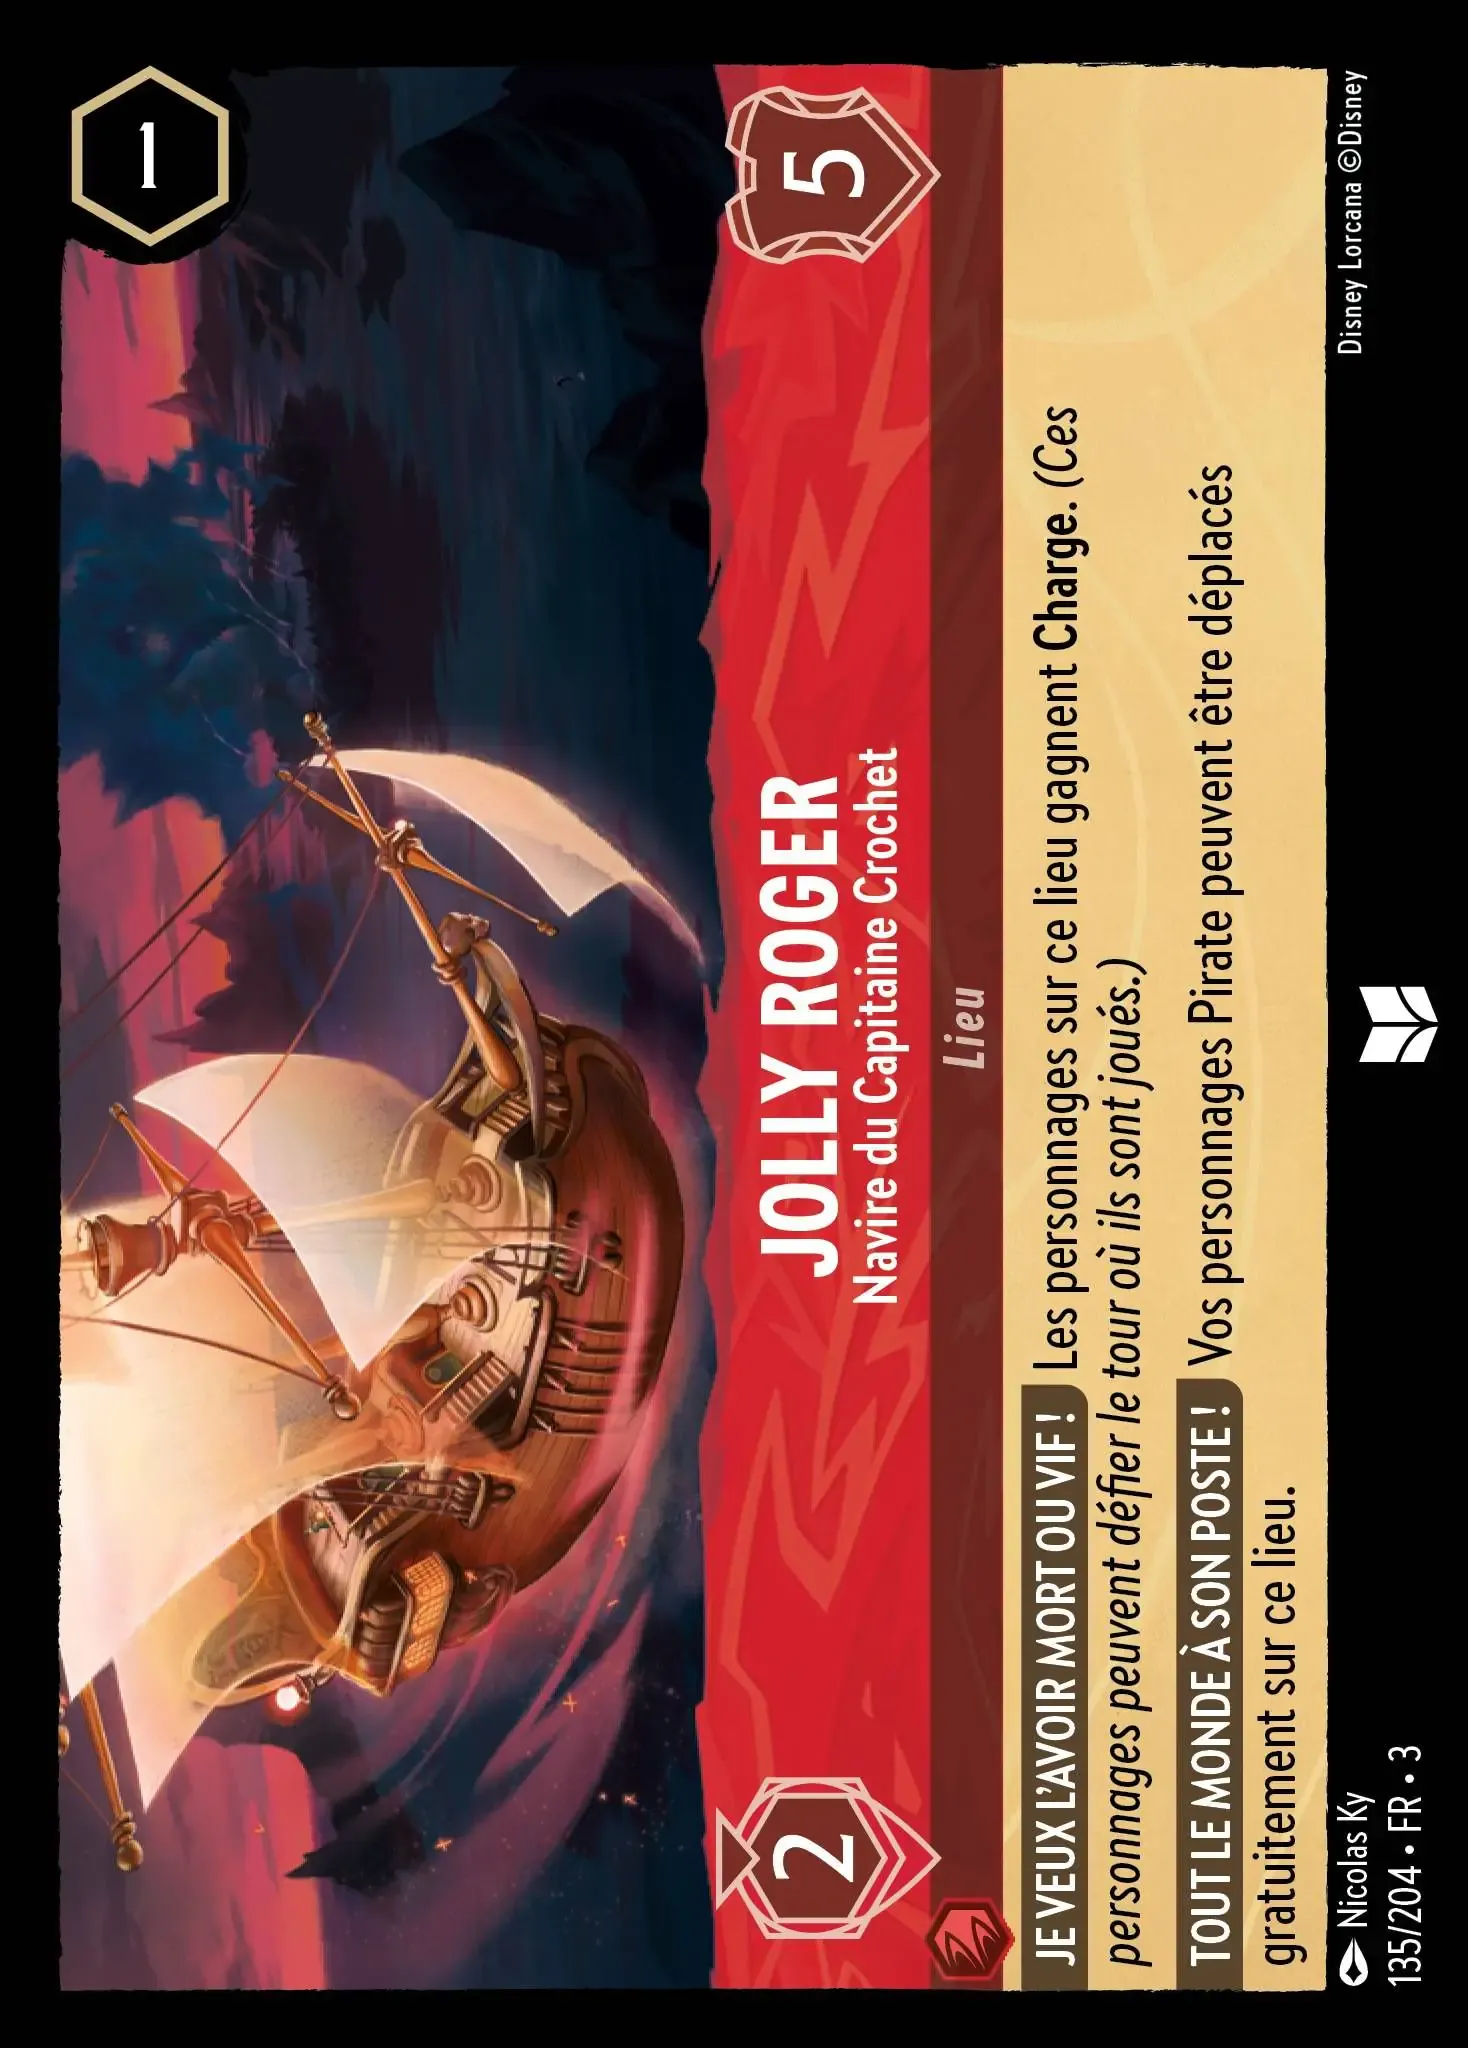 1
JOLLY ROGER
Navire du Capitaine Crochet
2
5
Lieu
JE VEUX L'AVOIR MORT OU VIF ! Les personnages sur ce lieu gagnent Charge. (Ces
personnages peuvent défier le tour où ils sont joués.)
TOUT LE MONDE À SON POSTE ! Vos personnages Pirate peuvent être déplacés
gratuitement sur ce lieu.
Nicolas Ky
Disney Lorcana ©Disney
135/204 • FR • 3